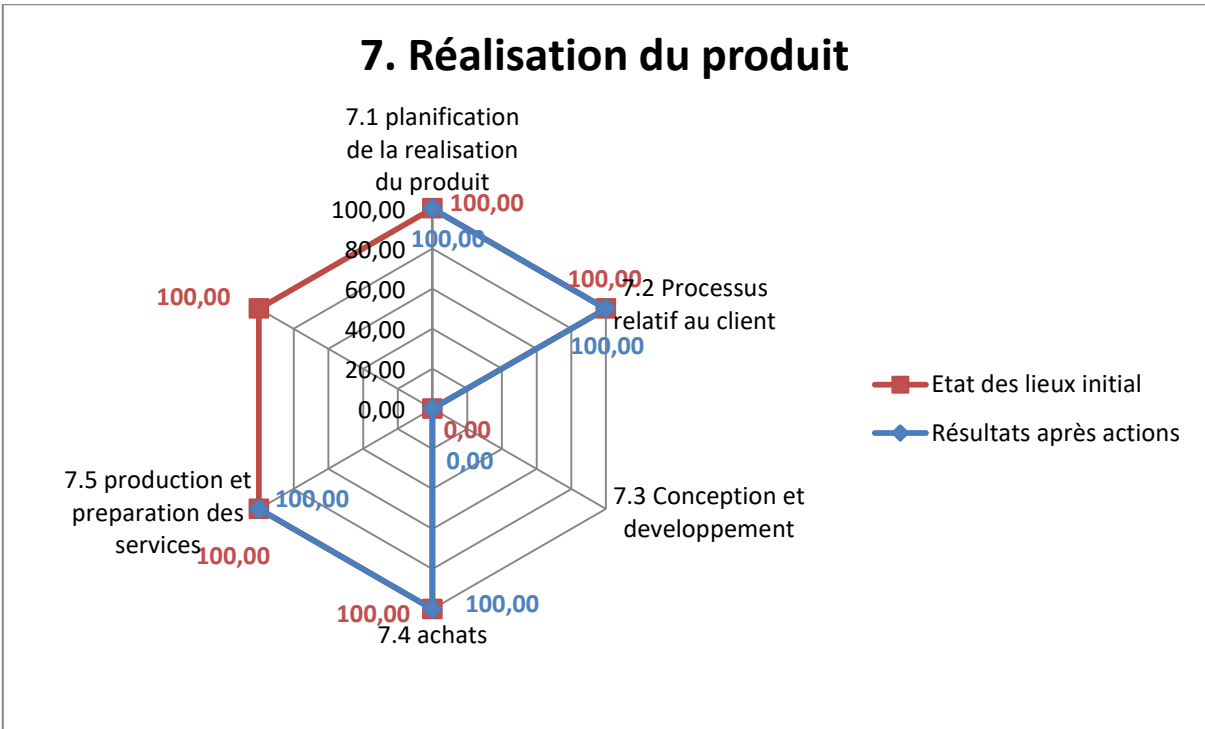 7. Réalisation du produit
7.1 planification
de la realisation
du produit
100,00
100,00
100,00
80,00
60,00
40,00
20,00
0,00
100,00
7.2 Processus
relatif au client
100,00
0,00
0,00
7.3 Conception et
developpement
100,00
100,00
7.4 achats
7.5 production et
preparation des
services
100,00
100,00
100,00
Etat des lieux initial
Résultats après actions